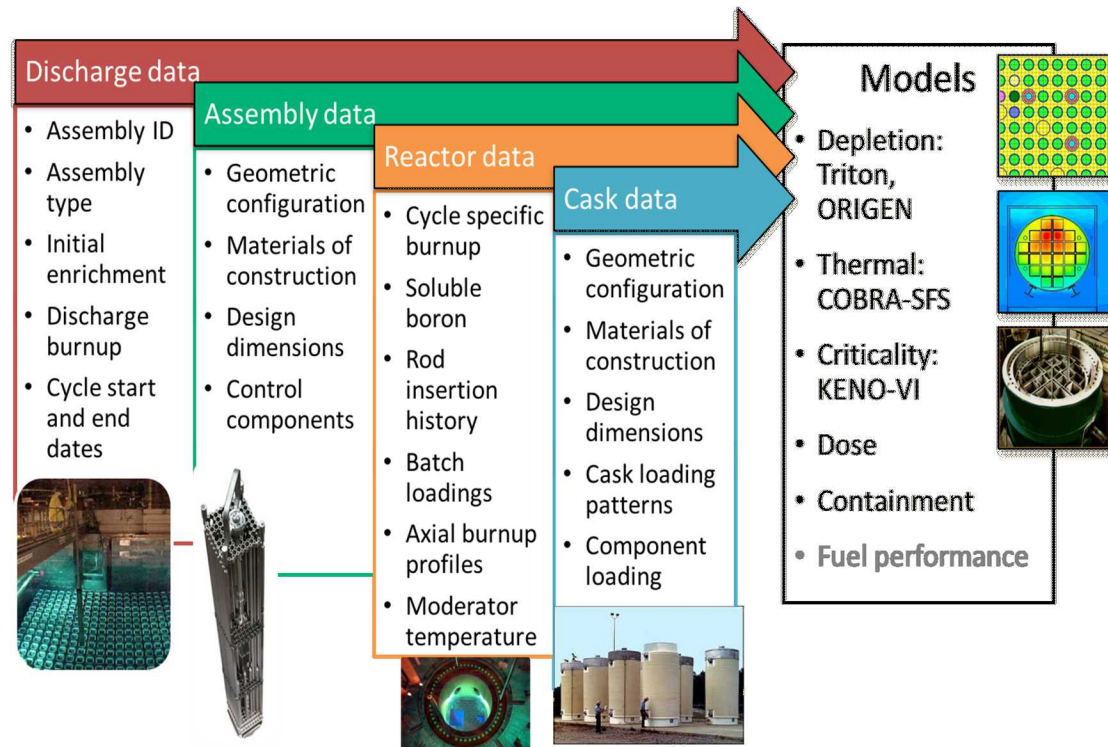 Discharge data
• Assembly ID
• Assembly
type
• Initial
enrichment
• Discharge
burnup
• Cycle start
and end
dates
Assembly data
• Geometric
configuration
• Materials of
construction
• Design
dimensions
• Control
components
Reactor data
• Cycle specific
burnup
• Soluble
boron
• Rod
insertion
history
• Batch
loadings
• Axial burnup
profiles
• Moderator
temperature
Cask data
• Geometric
configuration
• Materials of
construction
• Design
dimensions
• Cask loading
patterns
• Component
loading
Models
• Depletion:
Triton,
ORIGEN
• Thermal:
COBRA-SFS
• Criticality:
KENO-VI
• Dose
• Containment
• Fuel performance